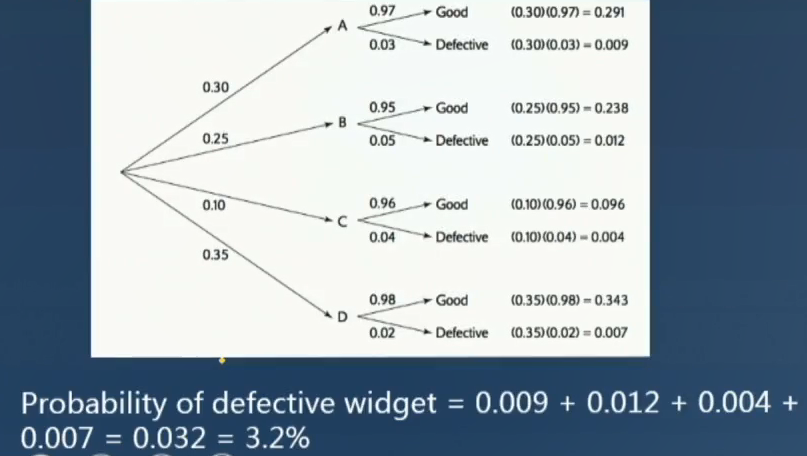 0.97 Good (0.30)(0.97) = 0.291
A
0.03 Defective (0.30)(0.03) = 0.009
0.30
0.95 Good (0.25)(0.95) = 0.238
B
0.25
0.05 Defective (0.25)(0.05) = 0.012
0.10
0.96 Good (0.10)(0.96) = 0.096
C
0.04 Defective (0.10)(0.04) = 0.004
0.35
0.98 Good (0.35)(0.98) = 0.343
D
0.02 Defective (0.35)(0.02) = 0.007
Probability of defective widget = 0.009 + 0.012 + 0.004 +
0.007 = 0.032 = 3.2%